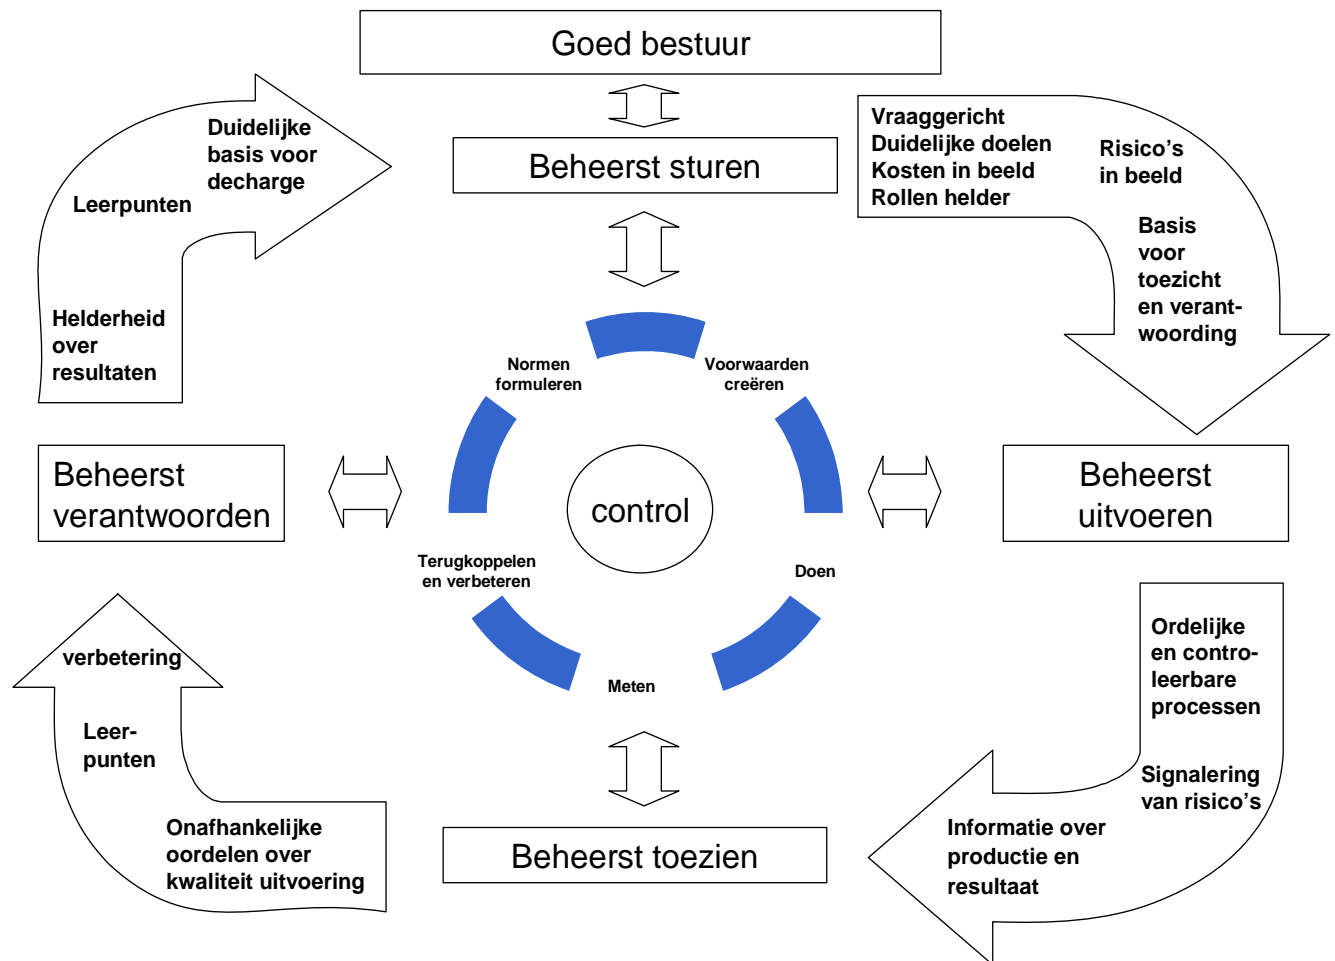 Goed bestuur
Beheerst sturen
Duidelijke
basis voor
decharge
Leerpunten
Helderheid
over
resultaten
Vraaggericht
Duidelijke doelen
Kosten in beeld
Rollen helder
Risico's
in beeld
Basis
voor
toezicht
en verant-
woording
Normen
formuleren
Voorwaarden
creëren
Beheerst
verantwoorden
control
Beheerst
uitvoeren
Terugkoppelen
en verbeteren
Doen
Meten
verbetering
Leer-
punten
Onafhankelijke
oordelen over
kwaliteit uitvoering
Beheerst toezien
Ordelijke
en contro-
leerbare
processen
Signalering
van risico's
Informatie over
productie en
resultaat